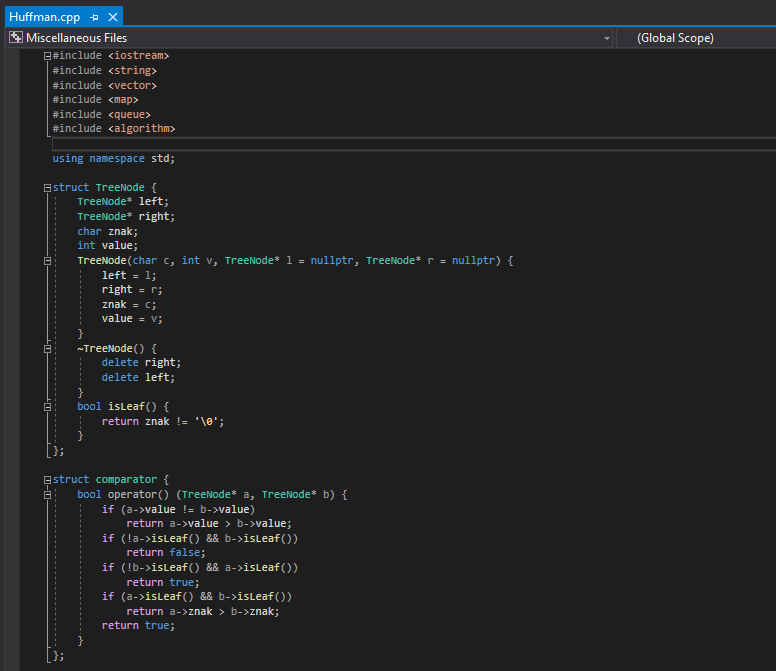 Huffman.cpp
Miscellaneous Files (Global Scope)
#include <iostream>
#include <string>
#include <vector>
#include <map>
#include <queue>
#include <algorithm>
using namespace std;
struct TreeNode {
TreeNode* left;
TreeNode* right;
char znak;
int value;
TreeNode(char c, int v, TreeNode* l = nullptr, TreeNode* r = nullptr) {
left = l;
right = r;
znak = c;
value = v;
}
~TreeNode() {
delete right;
delete left;
}
bool isLeaf() {
return znak != '\0';
}
};
struct comparator {
bool operator() (TreeNode* a, TreeNode* b) {
if (a->value != b->value)
return a->value > b->value;
if (!a->isLeaf() && b->isLeaf())
return false;
if (!b->isLeaf() && a->isLeaf())
return true;
if (a->isLeaf() && b->isLeaf())
return a->znak > b->znak;
return true;
}
};